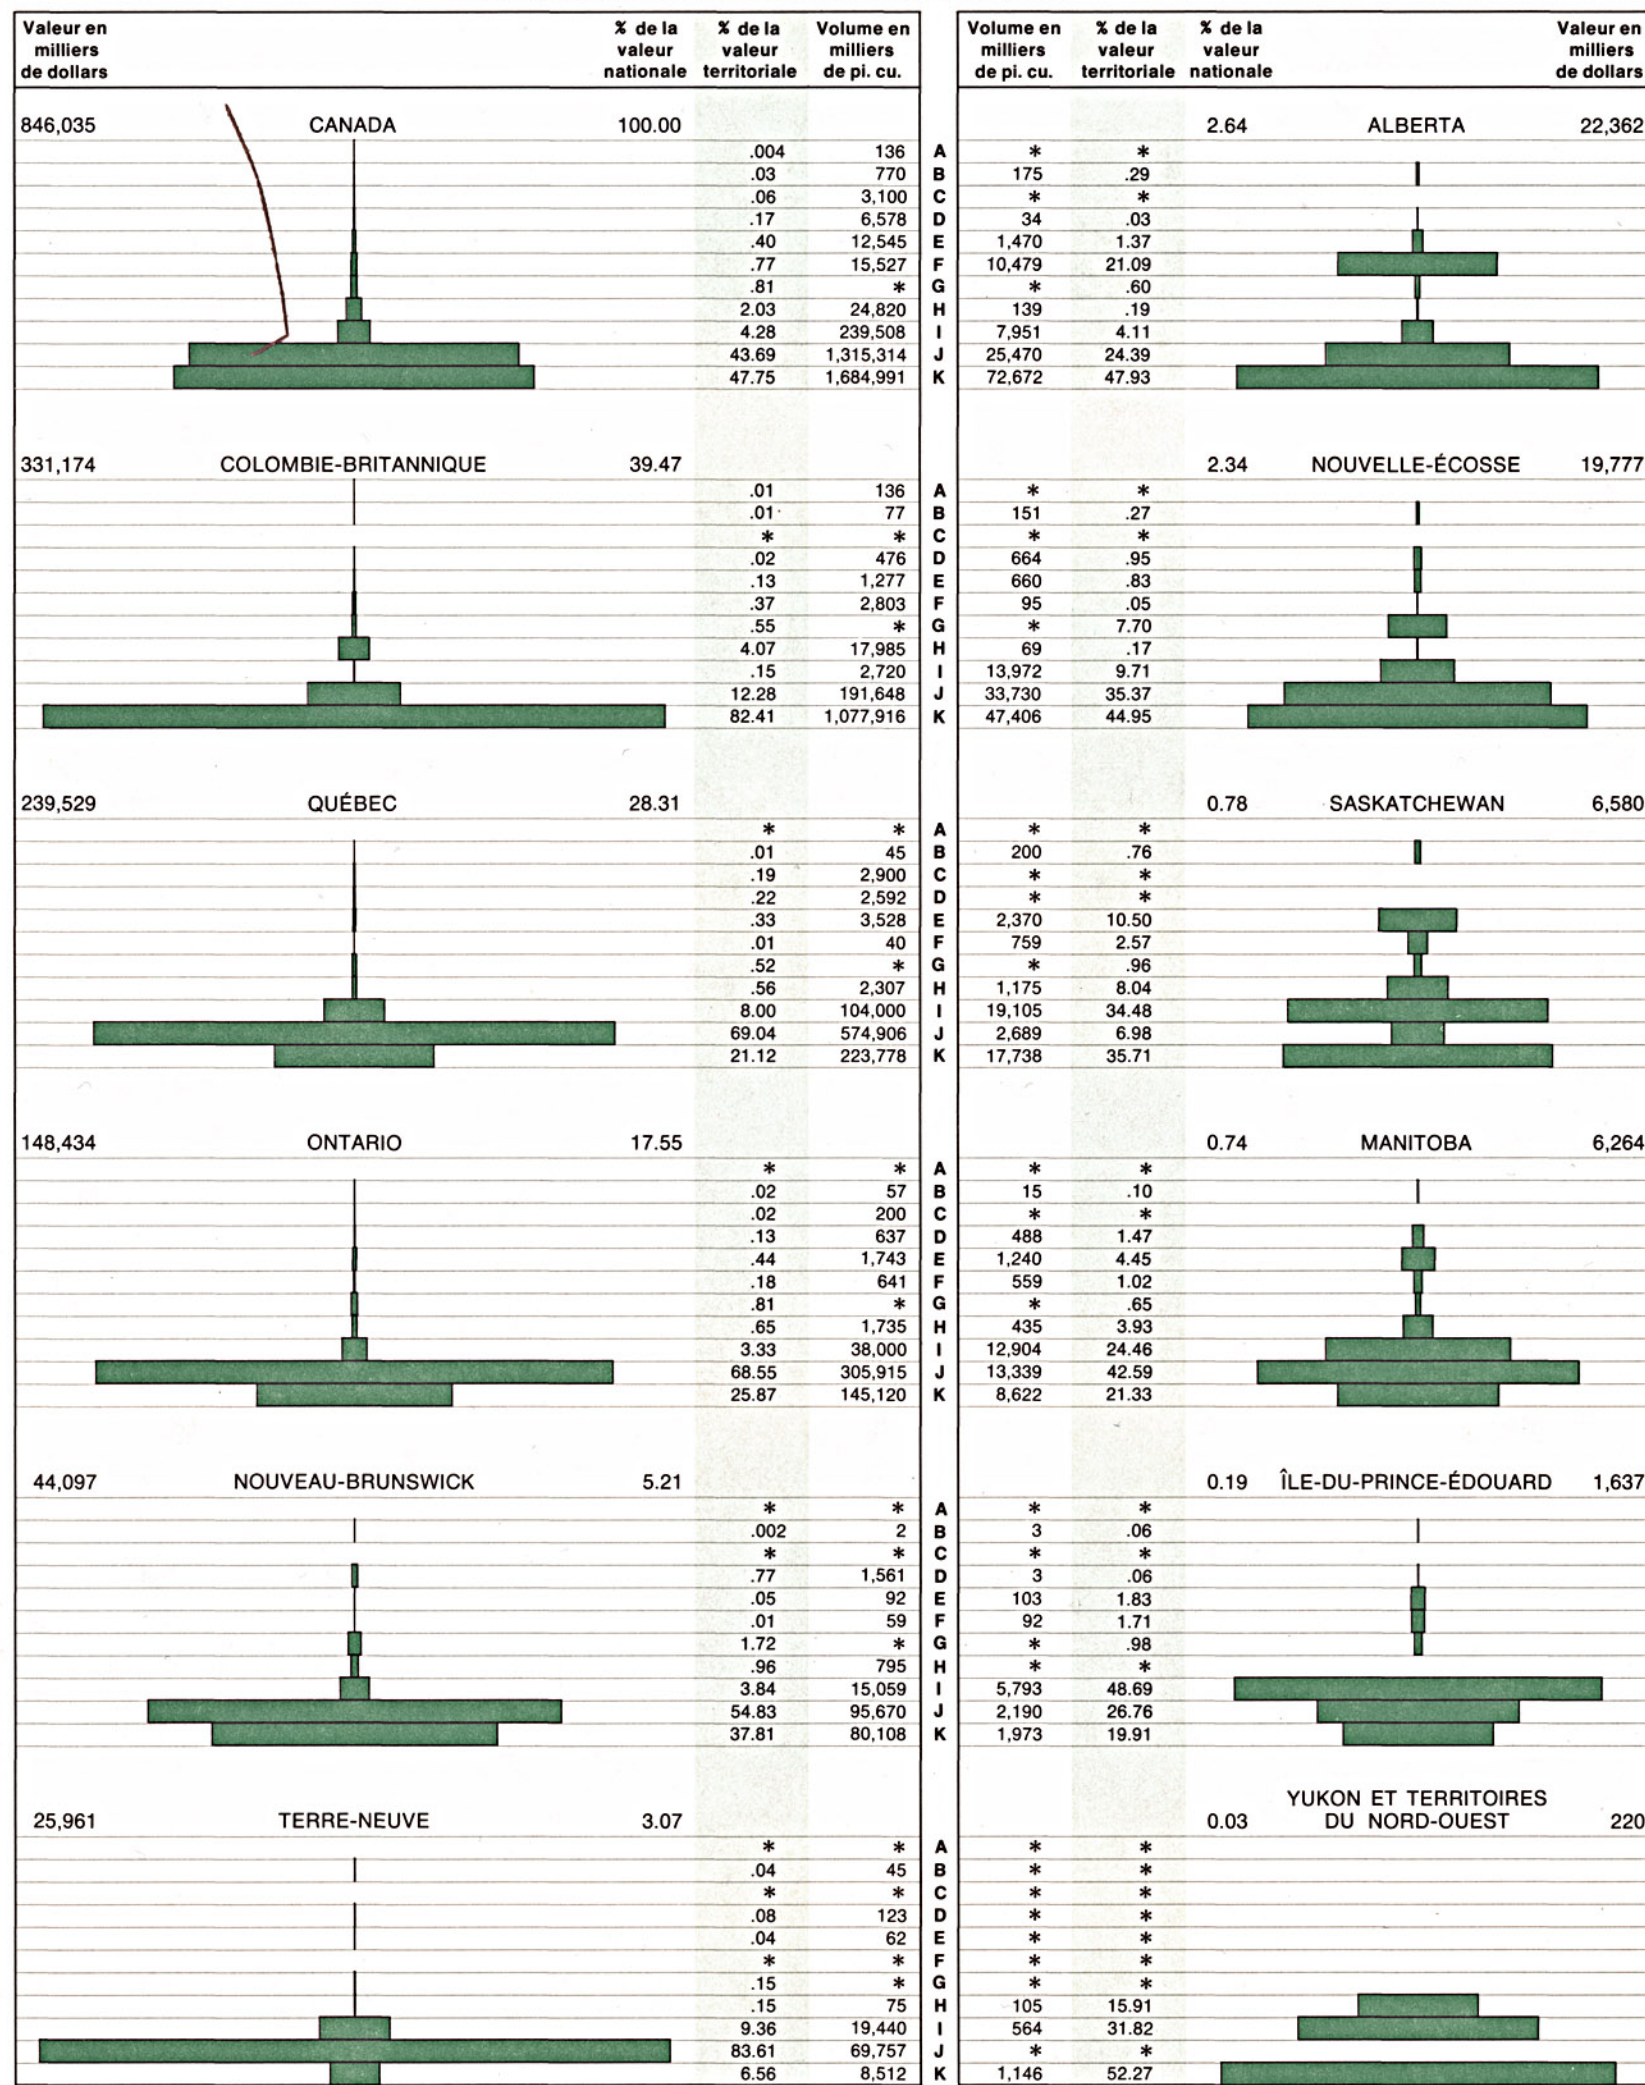 Valeur en milliers de dollars % de la valeur nationale % de la valeur territoriale Volume en milliers de pi. cu.
Volume en milliers de pi. cu. % de la valeur territoriale % de la valeur nationale Valeur en milliers de dollars
846,035 CANADA 100.00 2.64 ALBERTA 22,362
.004 136 A * *
.03 770 B 175 .29
.06 3,100 C * *
.17 6,578 D 34 .03
.40 12,545 E 1,470 1.37
.77 15,527 F 10,479 21.09
.81 * G * .60
2.03 24,820 H 139 .19
4.28 239,508 I 7,951 4.11
43.69 1,315,314 J 25,470 24.39
47.75 1,684,991 K 72,672 47.93
331,174 COLOMBIE-BRITANNIQUE 39.47 2.34 NOUVELLE-ÉCOSSE 19,777
.01 136 A * *
.01 77 B 151 .27
* * C * *
.02 476 D 664 .95
.13 1,277 E 660 .83
.37 2,803 F 95 .05
.55 * G * 7.70
4.07 17,985 H 69 .17
.15 2,720 I 13,972 9.71
12.28 191,648 J 33,730 35.37
82.41 1,077,916 K 47,406 44.95
239,529 QUÉBEC 28.31 0.78 SASKATCHEWAN 6,580
* * A * *
.01 45 B 200 .76
.19 2,900 C * *
.22 2,592 D * *
.33 3,528 E 2,370 10.50
.01 40 F 759 2.57
.52 * G * .96
.56 2,307 H 1,175 8.04
8.00 104,000 I 19,105 34.48
69.04 574,906 J 2,689 6.98
21.12 223,778 K 17,738 35.71
148,434 ONTARIO 17.55 0.74 MANITOBA 6,264
* * A * *
.02 57 B 15 .10
.02 200 C * *
.13 637 D 488 1.47
.44 1,743 E 1,240 4.45
.18 641 F 559 1.02
.81 * G * .65
.65 1,735 H 435 3.93
3.33 38,000 I 12,904 24.46
68.55 305,915 J 13,339 42.59
25.87 145,120 K 8,622 21.33
44,097 NOUVEAU-BRUNSWICK 5.21 0.19 ÎLE-DU-PRINCE-ÉDOUARD 1,637
* * A * *
.002 2 B 3 .06
* * C * *
.77 1,561 D 3 .06
.05 92 E 103 1.83
.01 59 F 92 1.71
1.72 * G * .98
.96 795 H * *
3.84 15,059 I 5,793 48.69
54.83 95,670 J 2,190 26.76
37.81 80,108 K 1,973 19.91
25,961 TERRE-NEUVE 3.07 0.03 YUKON ET TERRITOIRES DU NORD-OUEST 220
* * A * *
.04 45 B * *
* * C * *
.08 123 D * *
.04 62 E * *
* * F * *
.15 * G * *
.15 75 H 105 15.91
9.36 19,440 I 564 31.82
83.61 69,757 J * *
6.56 8,512 K 1,146 52.27